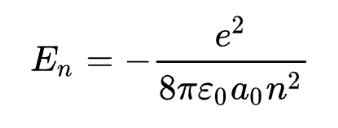 E_n = -\frac{e^2}{8\pi\varepsilon_0 a_0 n^2}